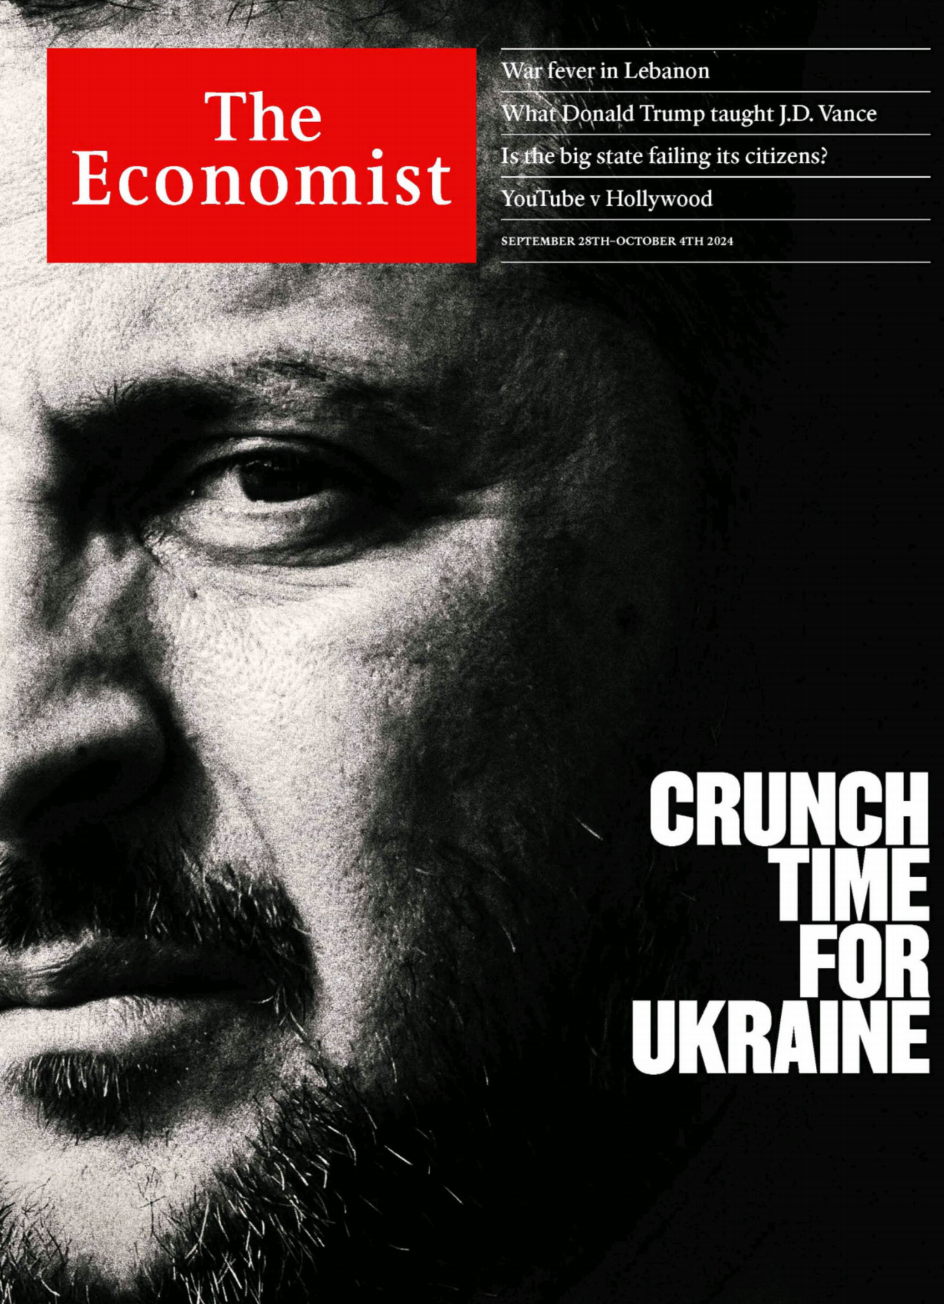 The
Economist
War fever in Lebanon
What Donald Trump taught J.D. Vance
Is the big state failing its citizens?
YouTube v Hollywood
SEPTEMBER 28TH–OCTOBER 4TH 2024
CRUNCH
TIME
FOR
UKRAINE